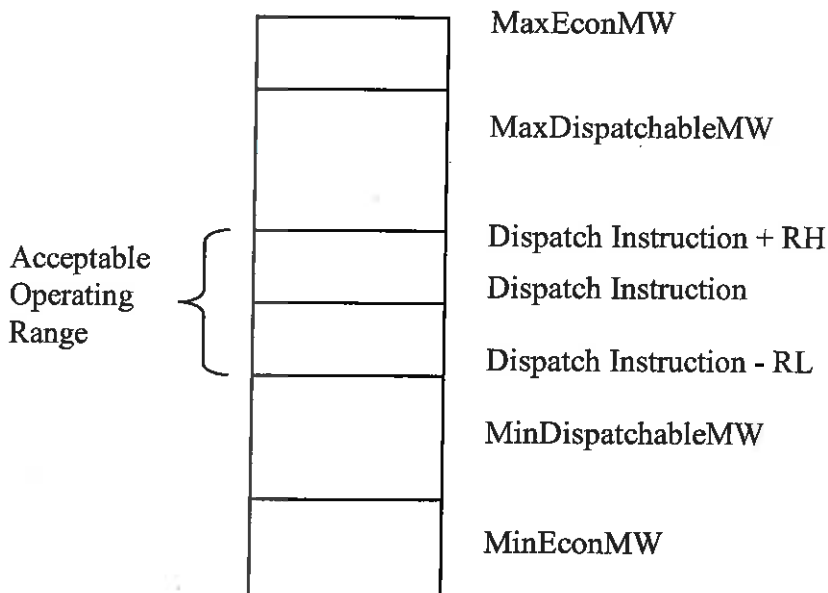 MaxEconMW
MaxDispatchableMW
Dispatch Instruction + RH
Acceptable
Operating
Range
Dispatch Instruction
Dispatch Instruction - RL
MinDispatchableMW
MinEconMW